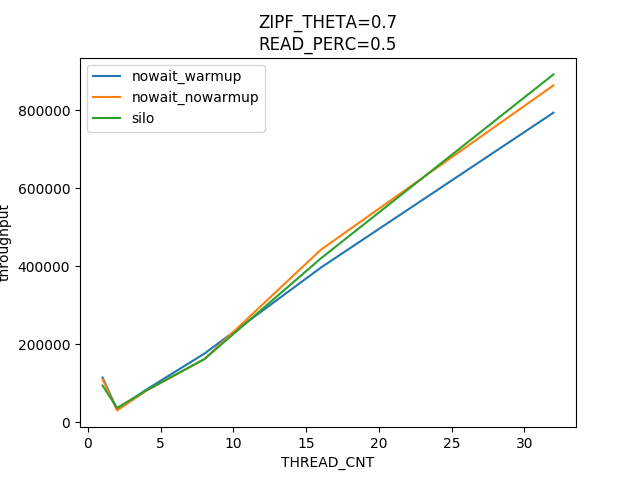 ZIPF_THETA=0.7
READ_PERC=0.5
nowait_warmup
nowait_nowarmup
silo
throughput
800000
600000
400000
200000
0
0 5 10 15 20 25 30
THREAD_CNT